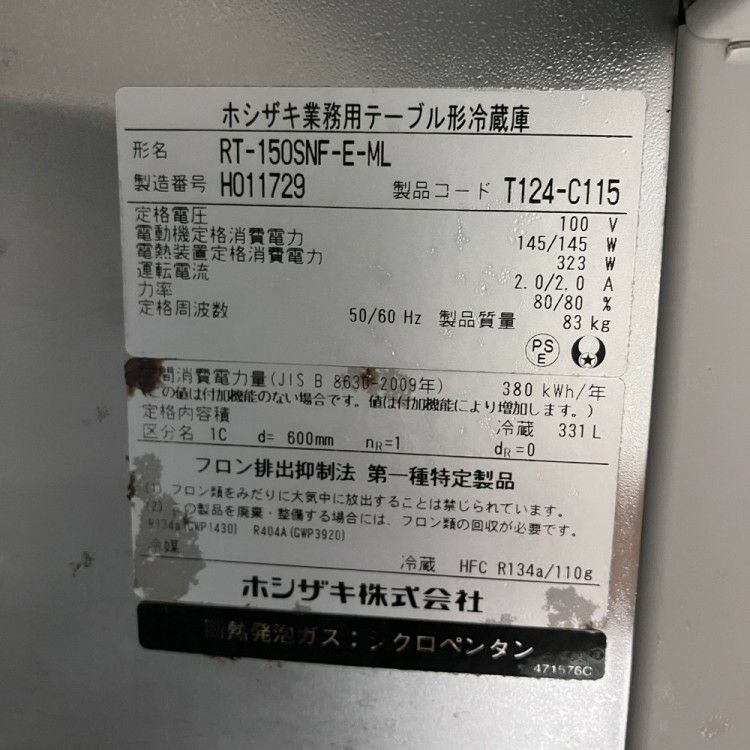 ホシザキ業務用テーブル形冷蔵庫
形名 RT-150SNF-E-ML
製造番号 H011729 製品コード T124-C115
定格電圧 100 V
電動機定格消費電力 145/145 W
電熱装置定格消費電力 323 W
運転電流 2.0/2.0 A
力率 80/80 %
定格周波数 50/60 Hz 製品質量 83 kg
PS
E
間消費電力量(JIS B 8630-2009年) 380 kWh/年
の値は付加機能のない場合です。値は付加機能により増加します。)
定格内容積 冷蔵 331L
区分名 1C d= 600mm nR=1 dR=0
フロン排出抑制法 第一種特定製品
(1) フロン類をみだりに大気中に放出することは禁じられています。
(2) の製品を廃棄・整備する場合には、フロン類の回収が必要です。
R134a(GWP1430) R404A(GWP3920)
冷媒 冷蔵 HFC R134a/110g
ホシザキ株式会社
断熱発泡ガス:シクロペンタン
471576C